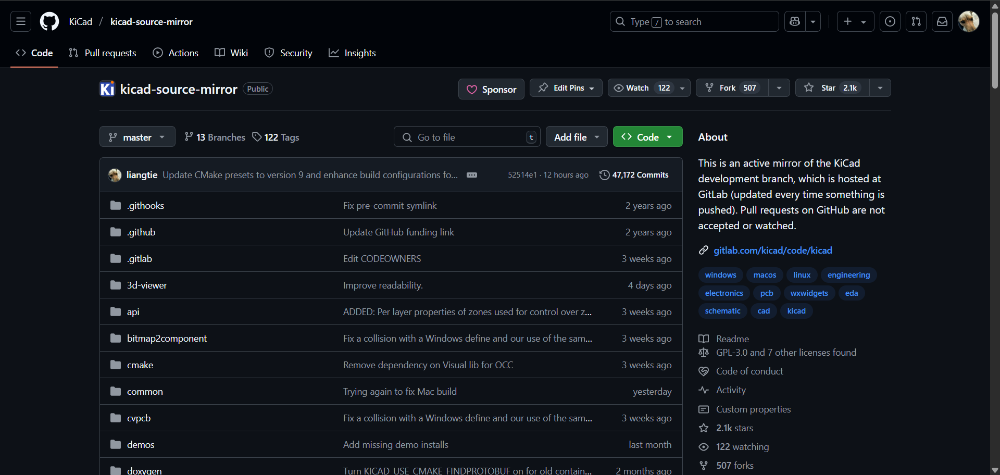 KiCad / kicad-source-mirror
Type / to search
Code
Pull requests
Actions
Wiki
Security
Insights
Ki kicad-source-mirror Public
Sponsor
Edit Pins
Watch 122
Fork 507
Star 2.1k
master
13 Branches
122 Tags
Go to file t
Add file
Code
liangtie Update CMake presets to version 9 and enhance build configurations fo... 52514e1 · 12 hours ago 47,172 Commits
.githooks Fix pre-commit symlink 2 years ago
.github Update GitHub funding link 2 years ago
.gitlab Edit CODEOWNERS 3 weeks ago
3d-viewer Improve readability. 4 days ago
api ADDED: Per layer properties of zones used for control over z... 3 weeks ago
bitmap2component Fix a collision with a Windows define and our use of the sam... 3 weeks ago
cmake Remove dependency on Visual lib for OCC 3 weeks ago
common Trying again to fix Mac build yesterday
cvpcb Fix a collision with a Windows define and our use of the sam... 3 weeks ago
demos Add missing demo installs last month
doxygen Turn KICAD_USE_CMAKE_FINDPROTOBUF on for old contain... 2 months ago
About
This is an active mirror of the KiCad
development branch, which is hosted at
GitLab (updated every time something is
pushed). Pull requests on GitHub are not
accepted or watched.
gitlab.com/kicad/code/kicad
windows macos linux engineering
electronics pcb wxwidgets eda
schematic cad kicad
Readme
GPL-3.0 and 7 other licenses found
Code of conduct
Activity
Custom properties
2.1k stars
122 watching
507 forks